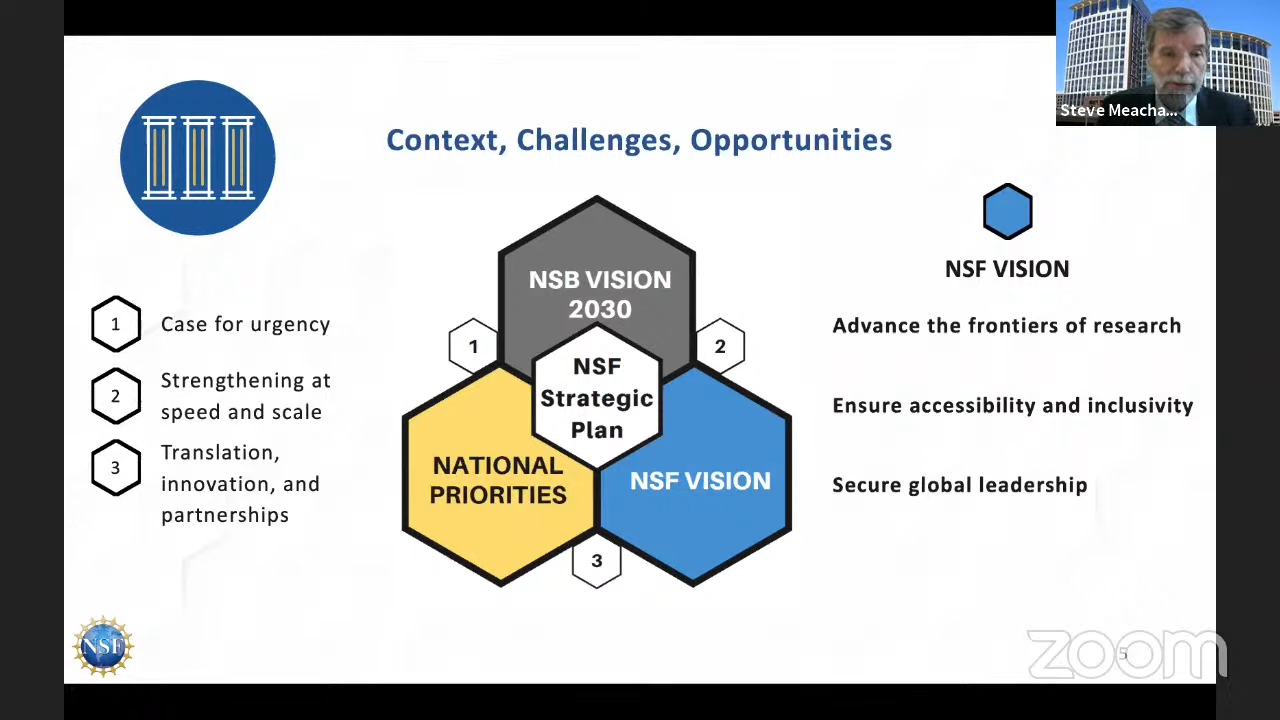 Steve Meacha...
Context, Challenges, Opportunities
1
Case for urgency
2
Strengthening at
speed and scale
3
Translation,
innovation, and
partnerships
NSB VISION
2030
1
2
NSF
Strategic
Plan
NATIONAL
PRIORITIES
NSF VISION
3
NSF VISION
Advance the frontiers of research
Ensure accessibility and inclusivity
Secure global leadership
NSF
zoom
5